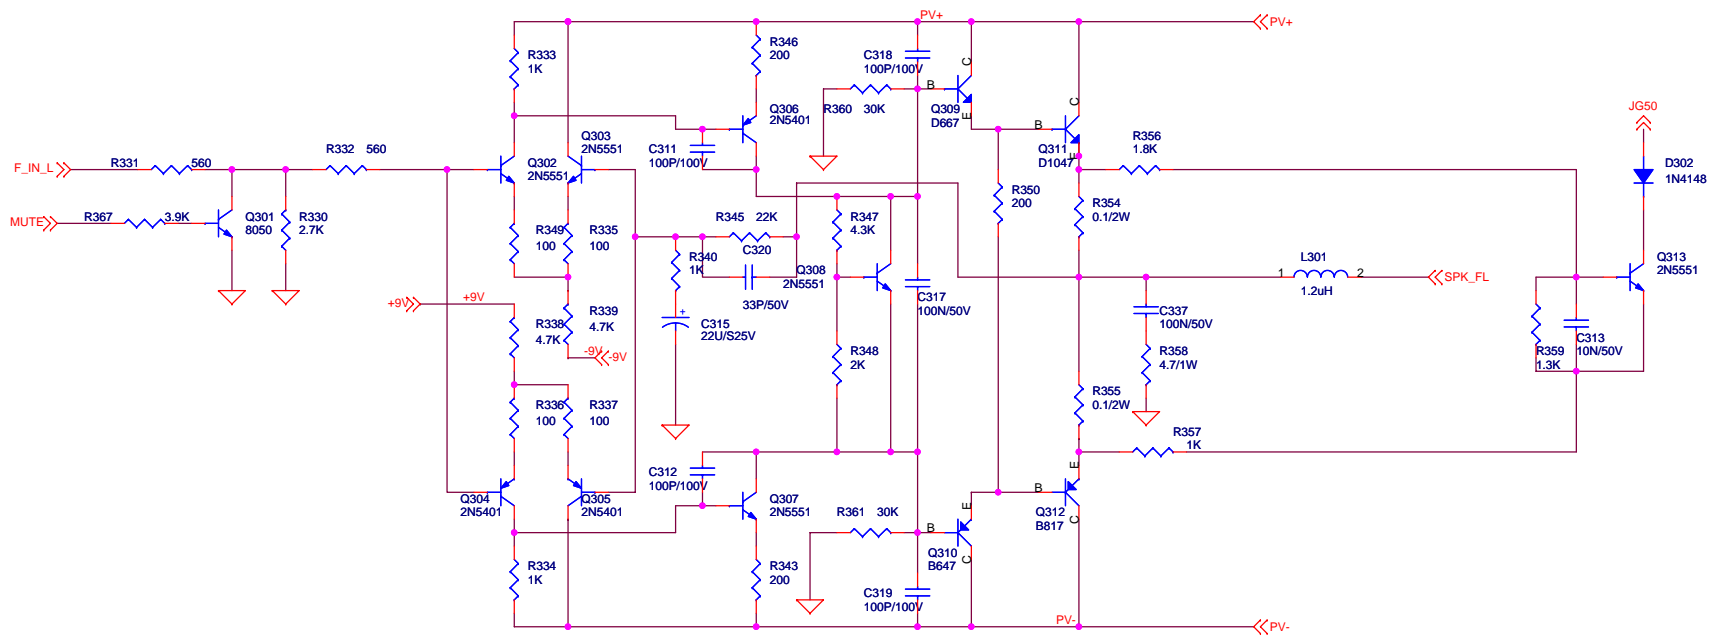 PV+
PV+
R333
1K
R346
200
C318
100P/100V
C
B
R360 30K
Q309
D667
E
C
B
Q311
D1047
E
R356
1.8K
JG50
D302
1N4148
Q306
2N5401
C311
100P/100V
Q303
2N5551
F_IN_L
R331 560
R332 560
Q302
2N5551
MUTE
R367 3.9K
Q301
8050
R330
2.7K
R349
100
R335
100
R345 22K
R347
4.3K
R350
200
R354
0.1/2W
R340
1K
C320
33P/50V
Q308
2N5551
C317
100N/50V
L301
1 2
1.2uH
SPK_FL
Q313
2N5551
+9V
+9V
R338
4.7K
R339
4.7K
-9V
-9V
+
C315
22U/S25V
C337
100N/50V
R358
4.7/1W
R348
2K
R359
1.3K
C313
10N/50V
R336
100
R337
100
R355
0.1/2W
R357
1K
C312
100P/100V
Q304
2N5401
Q305
2N5401
Q307
2N5551
R361 30K
B
E
Q310
B647
C
B
E
Q312
B817
C
R334
1K
R343
200
C319
100P/100V
PV-
PV-